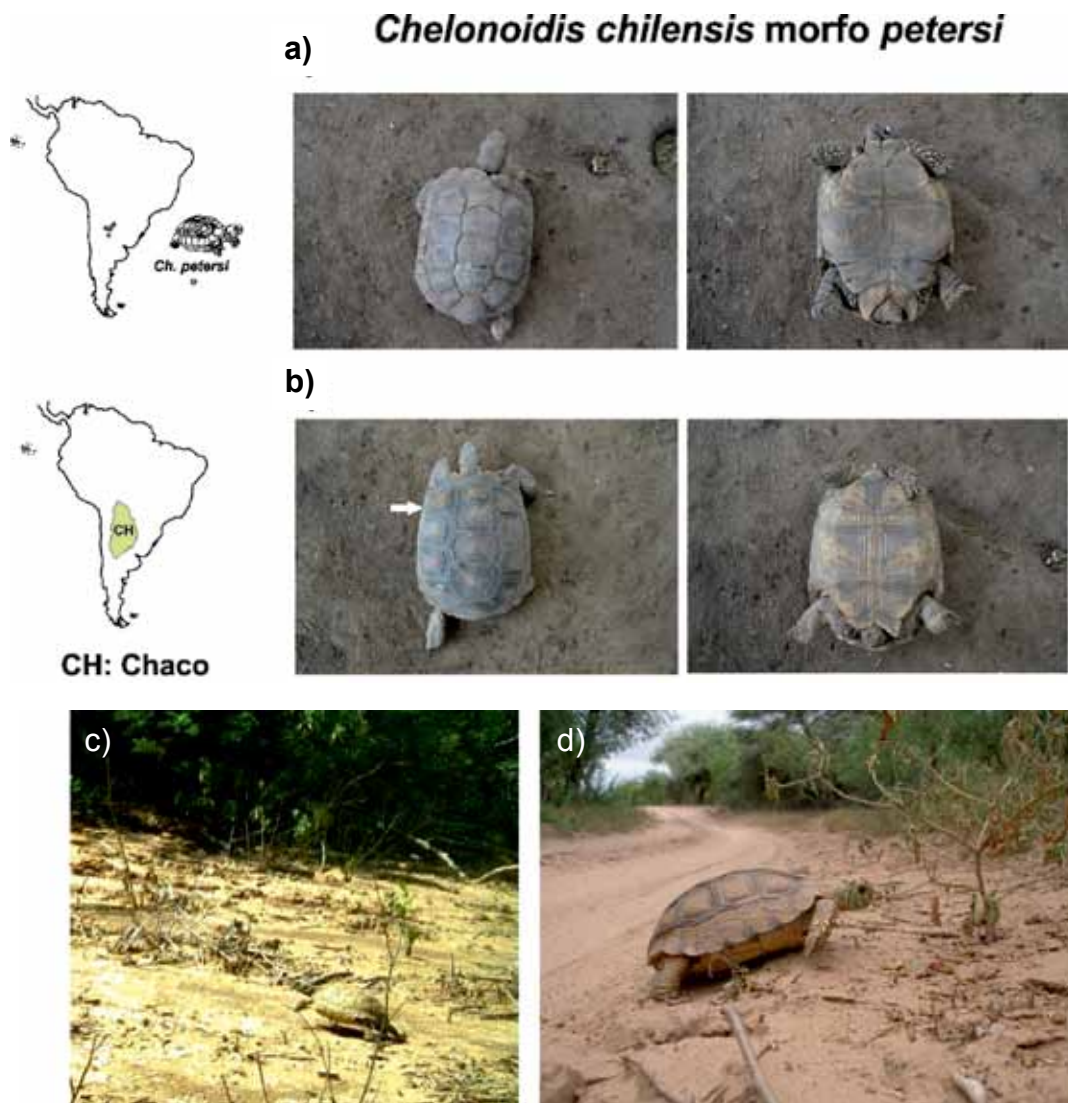 Chelonoidis chilensis morfo petersi
a)
Ch. petersi
b)
CH
CH: Chaco
c)
d)